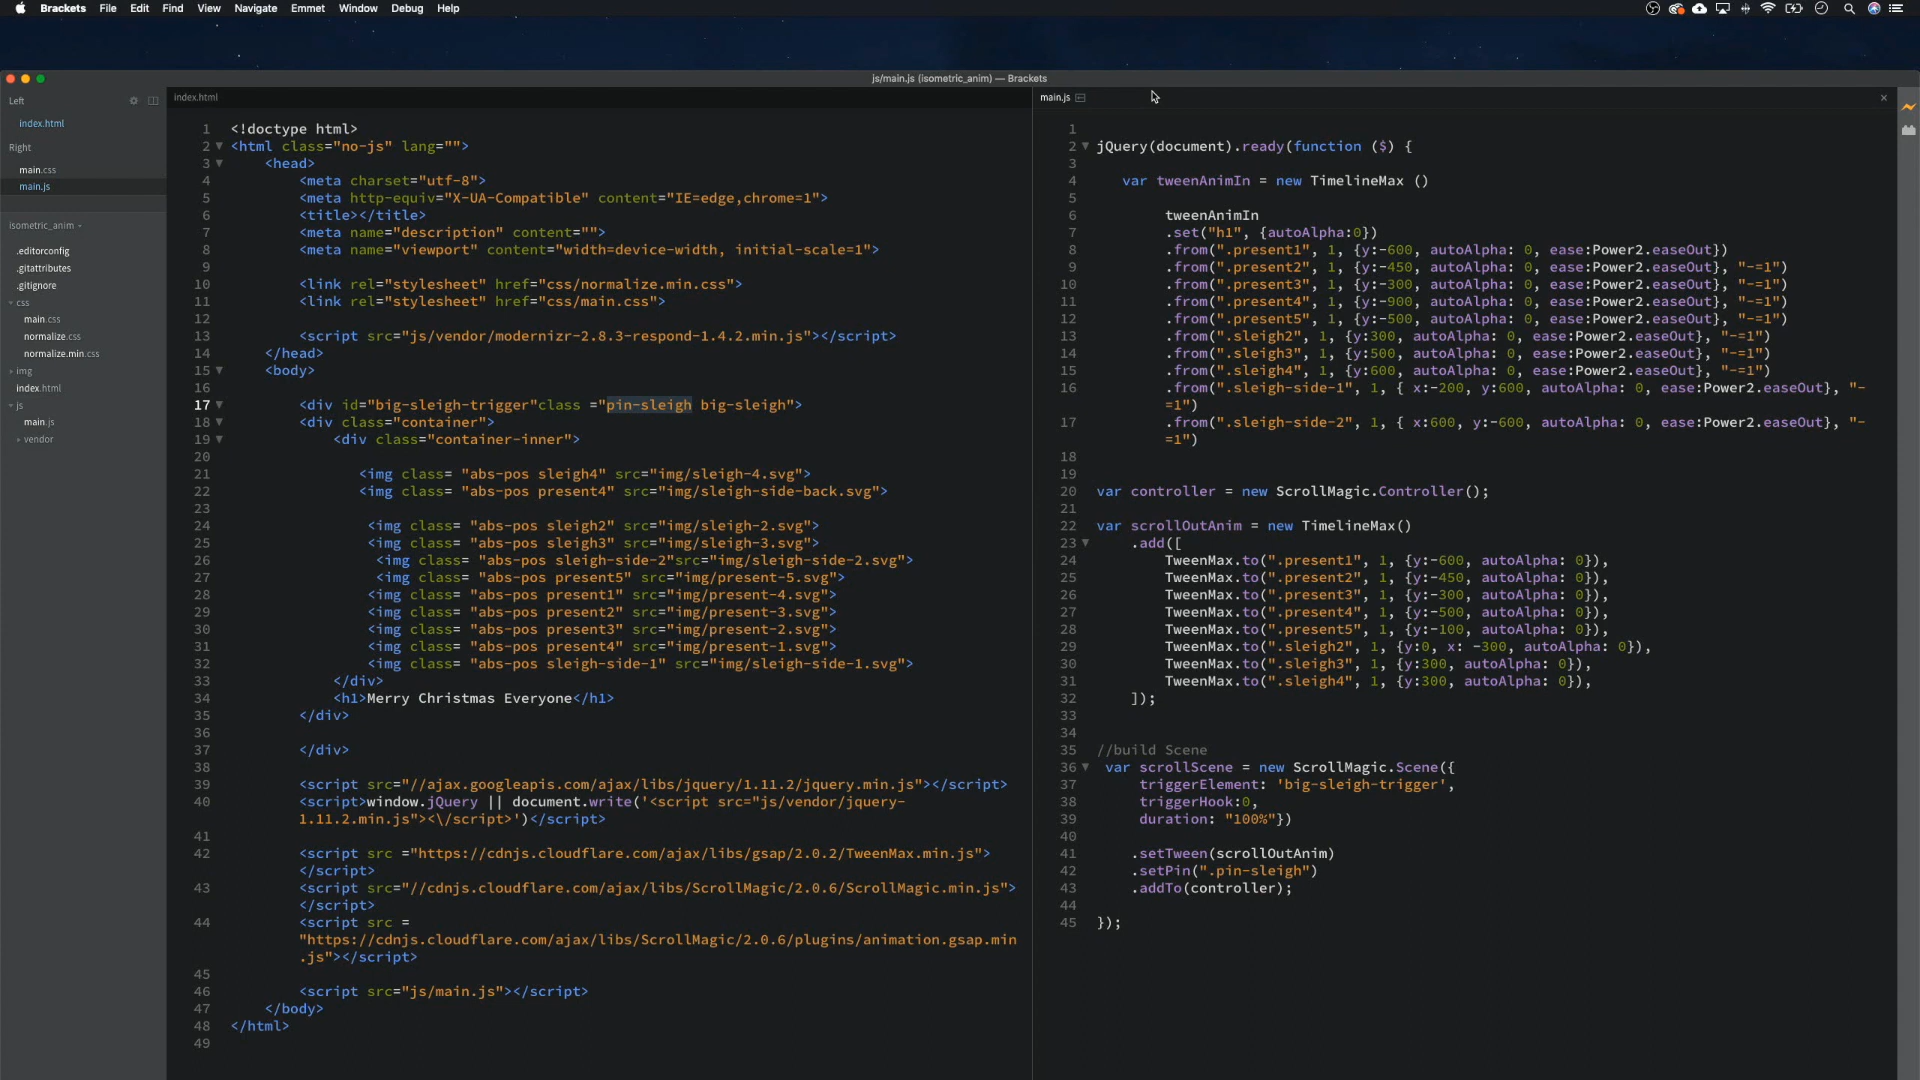 Brackets File Edit Find View Navigate Emmet Window Debug Help
js/main.js (isometric_anim) — Brackets
Left
index.html
Right
main.css
main.js
isometric_anim
.editorconfig
.gitattributes
.gitignore
css
main.css
normalize.css
normalize.min.css
img
index.html
js
main.js
vendor
index.html
1 <!doctype html>
2 <html class="no-js" lang="">
3 <head>
4 <meta charset="utf-8">
5 <meta http-equiv="X-UA-Compatible" content="IE=edge,chrome=1">
6 <title></title>
7 <meta name="description" content="">
8 <meta name="viewport" content="width=device-width, initial-scale=1">
9
10 <link rel="stylesheet" href="css/normalize.min.css">
11 <link rel="stylesheet" href="css/main.css">
12
13 <script src="js/vendor/modernizr-2.8.3-respond-1.4.2.min.js"></script>
14 </head>
15 <body>
16
17 <div id="big-sleigh-trigger"class ="pin-sleigh big-sleigh">
18 <div class="container">
19 <div class="container-inner">
20
21 <img class= "abs-pos sleigh4" src="img/sleigh-4.svg">
22 <img class= "abs-pos present4" src="img/sleigh-side-back.svg">
23
24 <img class= "abs-pos sleigh2" src="img/sleigh-2.svg">
25 <img class= "abs-pos sleigh3" src="img/sleigh-3.svg">
26 <img class= "abs-pos sleigh-side-2"src="img/sleigh-side-2.svg">
27 <img class= "abs-pos present5" src="img/present-5.svg">
28 <img class= "abs-pos present1" src="img/present-4.svg">
29 <img class= "abs-pos present2" src="img/present-3.svg">
30 <img class= "abs-pos present3" src="img/present-2.svg">
31 <img class= "abs-pos present4" src="img/present-1.svg">
32 <img class= "abs-pos sleigh-side-1" src="img/sleigh-side-1.svg">
33 </div>
34 <h1>Merry Christmas Everyone</h1>
35 </div>
36
37 </div>
38
39 <script src="//ajax.googleapis.com/ajax/libs/jquery/1.11.2/jquery.min.js"></script>
40 <script>window.jQuery || document.write('<script src="js/vendor/jquery-
1.11.2.min.js"><\/script>')</script>
41
42 <script src ="https://cdnjs.cloudflare.com/ajax/libs/gsap/2.0.2/TweenMax.min.js">
</script>
43 <script src="//cdnjs.cloudflare.com/ajax/libs/ScrollMagic/2.0.6/ScrollMagic.min.js">
</script>
44 <script src =
"https://cdnjs.cloudflare.com/ajax/libs/ScrollMagic/2.0.6/plugins/animation.gsap.min
.js"></script>
45
46 <script src="js/main.js"></script>
47 </body>
48 </html>
49
main.js
1
2 jQuery(document).ready(function ($) {
3
4 var tweenAnimIn = new TimelineMax ()
5
6 tweenAnimIn
7 .set("h1", {autoAlpha:0})
8 .from(".present1", 1, {y:-600, autoAlpha: 0, ease:Power2.easeOut})
9 .from(".present2", 1, {y:-450, autoAlpha: 0, ease:Power2.easeOut}, "-=1")
10 .from(".present3", 1, {y:-300, autoAlpha: 0, ease:Power2.easeOut}, "-=1")
11 .from(".present4", 1, {y:-900, autoAlpha: 0, ease:Power2.easeOut}, "-=1")
12 .from(".present5", 1, {y:-500, autoAlpha: 0, ease:Power2.easeOut}, "-=1")
13 .from(".sleigh2", 1, {y:300, autoAlpha: 0, ease:Power2.easeOut}, "-=1")
14 .from(".sleigh3", 1, {y:500, autoAlpha: 0, ease:Power2.easeOut}, "-=1")
15 .from(".sleigh4", 1, {y:600, autoAlpha: 0, ease:Power2.easeOut}, "-=1")
16 .from(".sleigh-side-1", 1, { x:-200, y:600, autoAlpha: 0, ease:Power2.easeOut}, "-
=1")
17 .from(".sleigh-side-2", 1, { x:600, y:-600, autoAlpha: 0, ease:Power2.easeOut}, "-
=1")
18
19
20 var controller = new ScrollMagic.Controller();
21
22 var scrollOutAnim = new TimelineMax()
23 .add([
24 TweenMax.to(".present1", 1, {y:-600, autoAlpha: 0}),
25 TweenMax.to(".present2", 1, {y:-450, autoAlpha: 0}),
26 TweenMax.to(".present3", 1, {y:-300, autoAlpha: 0}),
27 TweenMax.to(".present4", 1, {y:-500, autoAlpha: 0}),
28 TweenMax.to(".present5", 1, {y:-100, autoAlpha: 0}),
29 TweenMax.to(".sleigh2", 1, {y:0, x: -300, autoAlpha: 0}),
30 TweenMax.to(".sleigh3", 1, {y:300, autoAlpha: 0}),
31 TweenMax.to(".sleigh4", 1, {y:300, autoAlpha: 0}),
32 ]);
33
34
35 //build Scene
36 var scrollScene = new ScrollMagic.Scene({
37 triggerElement: 'big-sleigh-trigger',
38 triggerHook:0,
39 duration: "100%"})
40
41 .setTween(scrollOutAnim)
42 .setPin(".pin-sleigh")
43 .addTo(controller);
44
45 });